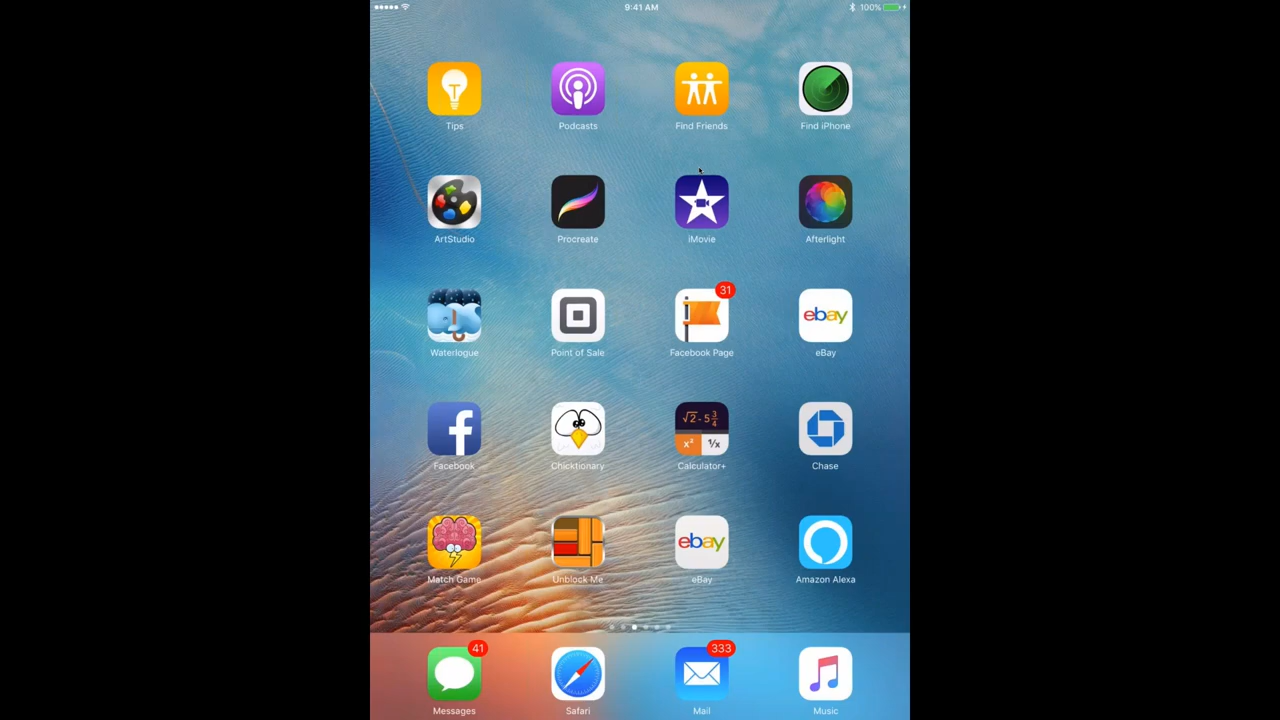 9:41 AM 100%
Tips Podcasts Find Friends Find iPhone
ArtStudio Procreate iMovie Afterlight
31
ebay
Waterlogue Point of Sale Facebook Page eBay
√2 - 5 3/4
x² 1/x
Facebook Chicktionary Calculator+ Chase
ebay
Match Game Unblock Me eBay Amazon Alexa
41 333
Messages Safari Mail Music